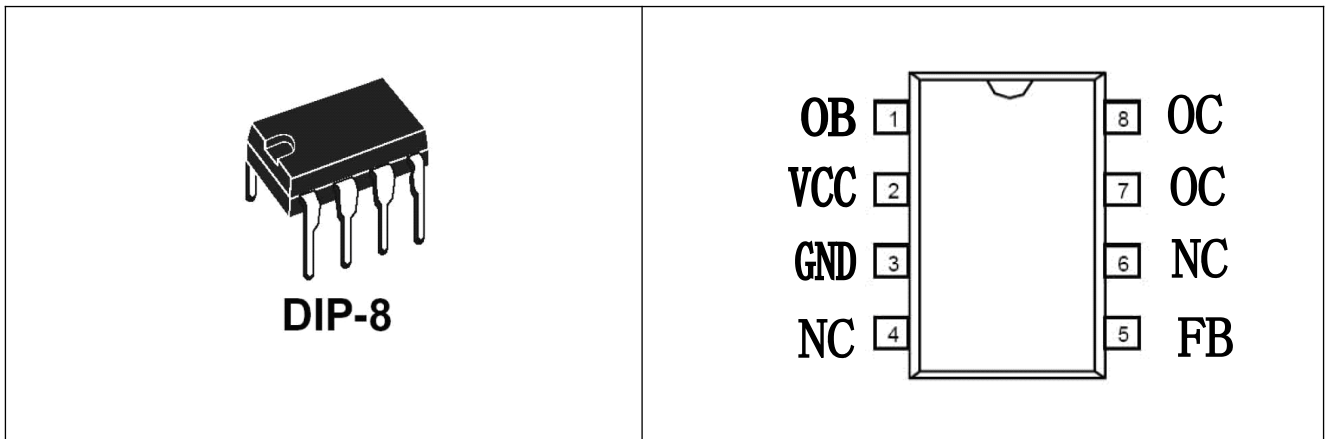 DIP-8
OB 1 8 OC
VCC 2 7 OC
GND 3 6 NC
NC 4 5 FB